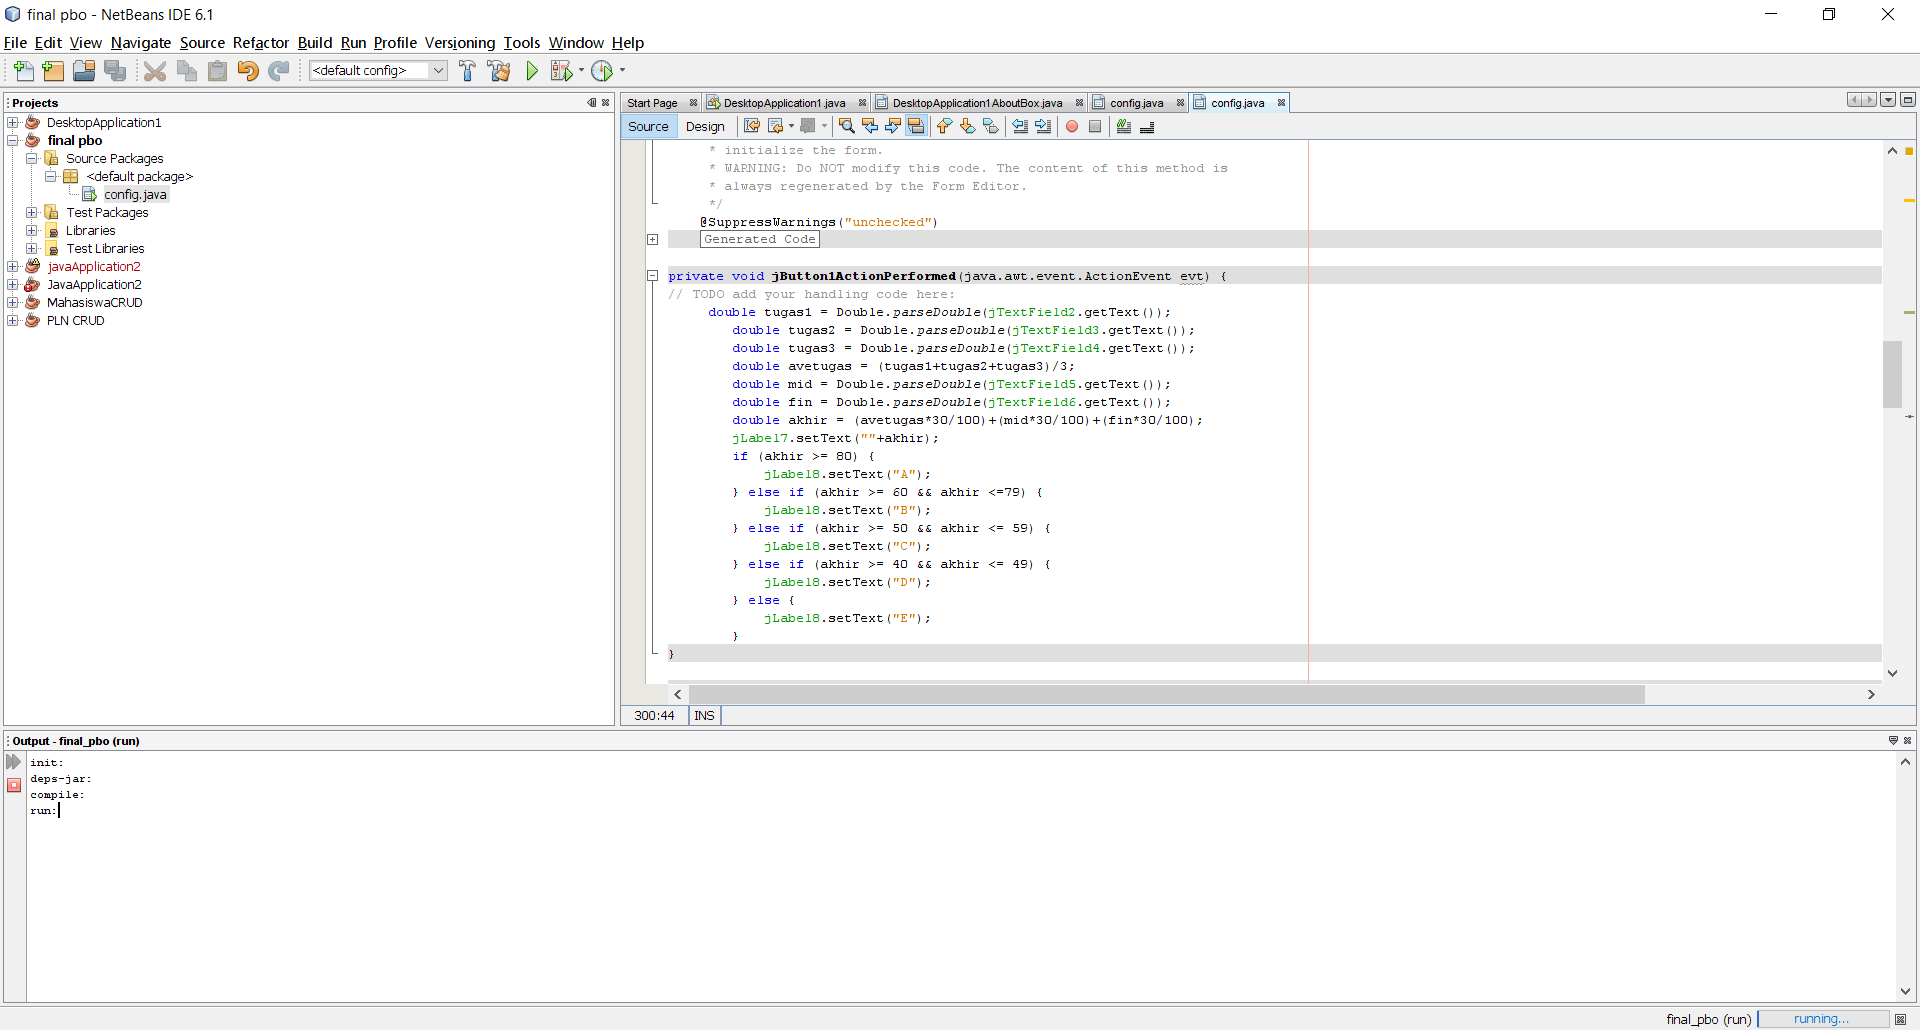 final pbo - NetBeans IDE 6.1
File Edit View Navigate Source Refactor Build Run Profile Versioning Tools Window Help
<default config>
Projects
DesktopApplication1
final pbo
Source Packages
<default package>
config.java
Test Packages
Libraries
Test Libraries
javaApplication2
JavaApplication2
MahasiswaCRUD
PLN CRUD
Start Page DesktopApplication1.java DesktopApplication1AboutBox.java config.java config.java
Source Design
* initialize the form.
* WARNING: Do NOT modify this code. The content of this method is
* always regenerated by the Form Editor.
*/
@SuppressWarnings("unchecked")
Generated Code
private void jButton1ActionPerformed(java.awt.event.ActionEvent evt) {
// TODO add your handling code here:
double tugas1 = Double.parseDouble(jTextField2.getText());
double tugas2 = Double.parseDouble(jTextField3.getText());
double tugas3 = Double.parseDouble(jTextField4.getText());
double avetugas = (tugas1+tugas2+tugas3)/3;
double mid = Double.parseDouble(jTextField5.getText());
double fin = Double.parseDouble(jTextField6.getText());
double akhir = (avetugas*30/100)+(mid*30/100)+(fin*30/100);
jLabel7.setText(""+akhir);
if (akhir >= 80) {
jLabel8.setText("A");
} else if (akhir >= 60 && akhir <=79) {
jLabel8.setText("B");
} else if (akhir >= 50 && akhir <= 59) {
jLabel8.setText("C");
} else if (akhir >= 40 && akhir <= 49) {
jLabel8.setText("D");
} else {
jLabel8.setText("E");
}
}
300:44 INS
Output - final_pbo (run)
init:
deps-jar:
compile:
run:
final_pbo (run) running...